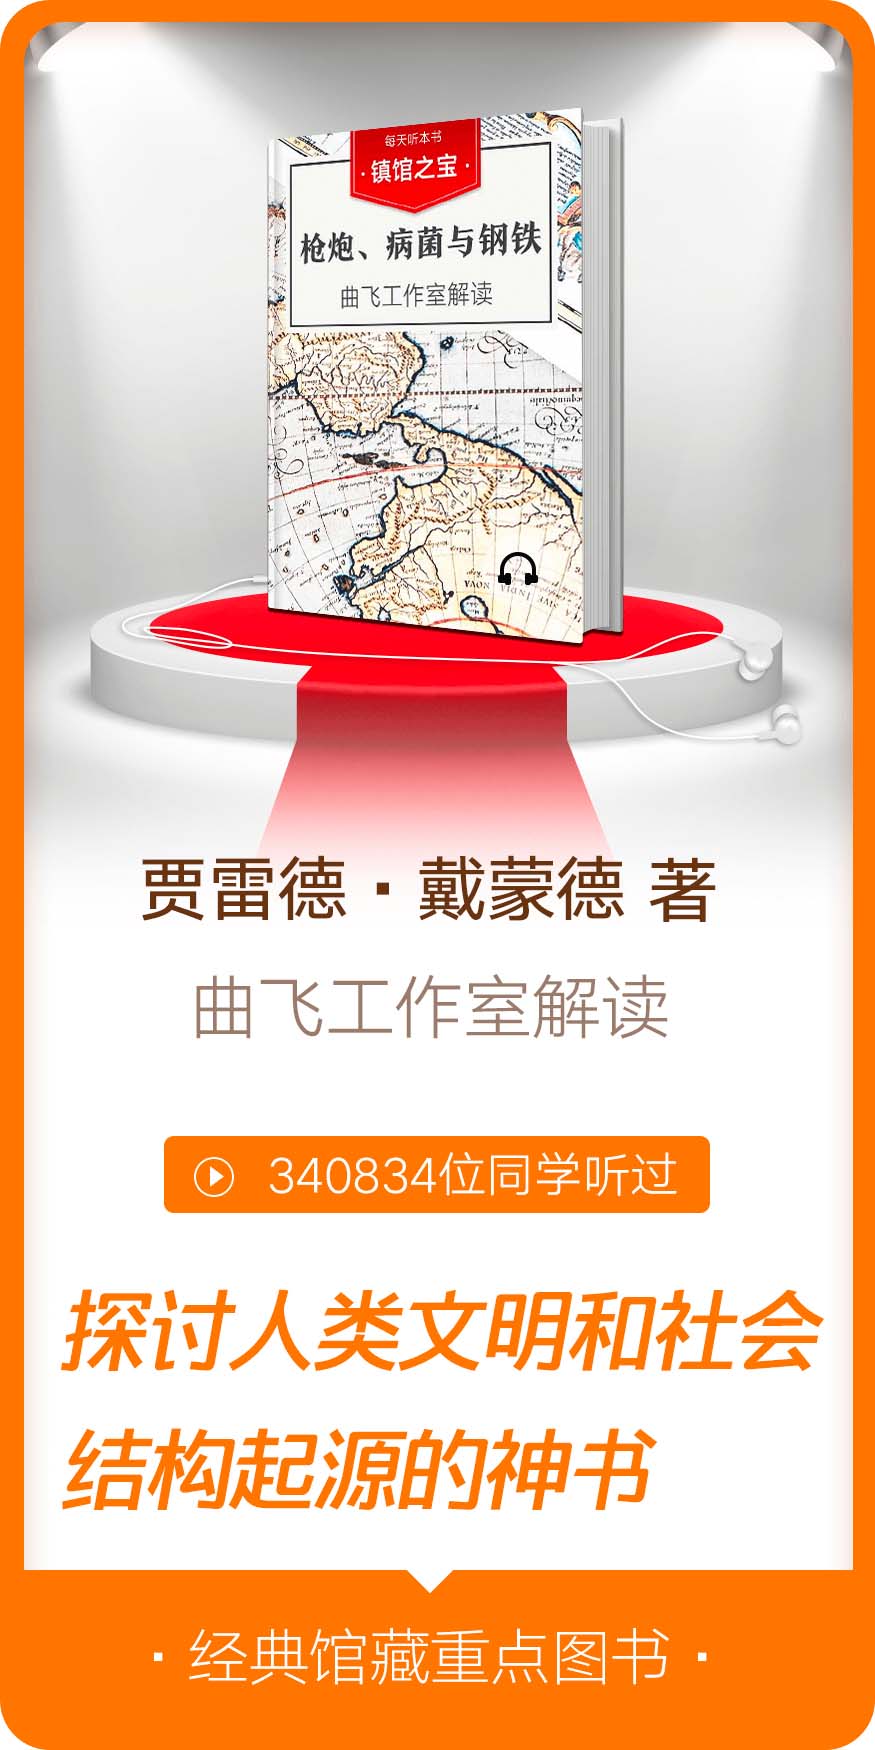 每天听本书
·镇馆之宝·
枪炮、病菌与钢铁
曲飞工作室解读
贾雷德·戴蒙德 著
曲飞工作室解读
340834位同学听过
探讨人类文明和社会
结构起源的神书
· 经典馆藏重点图书 ·